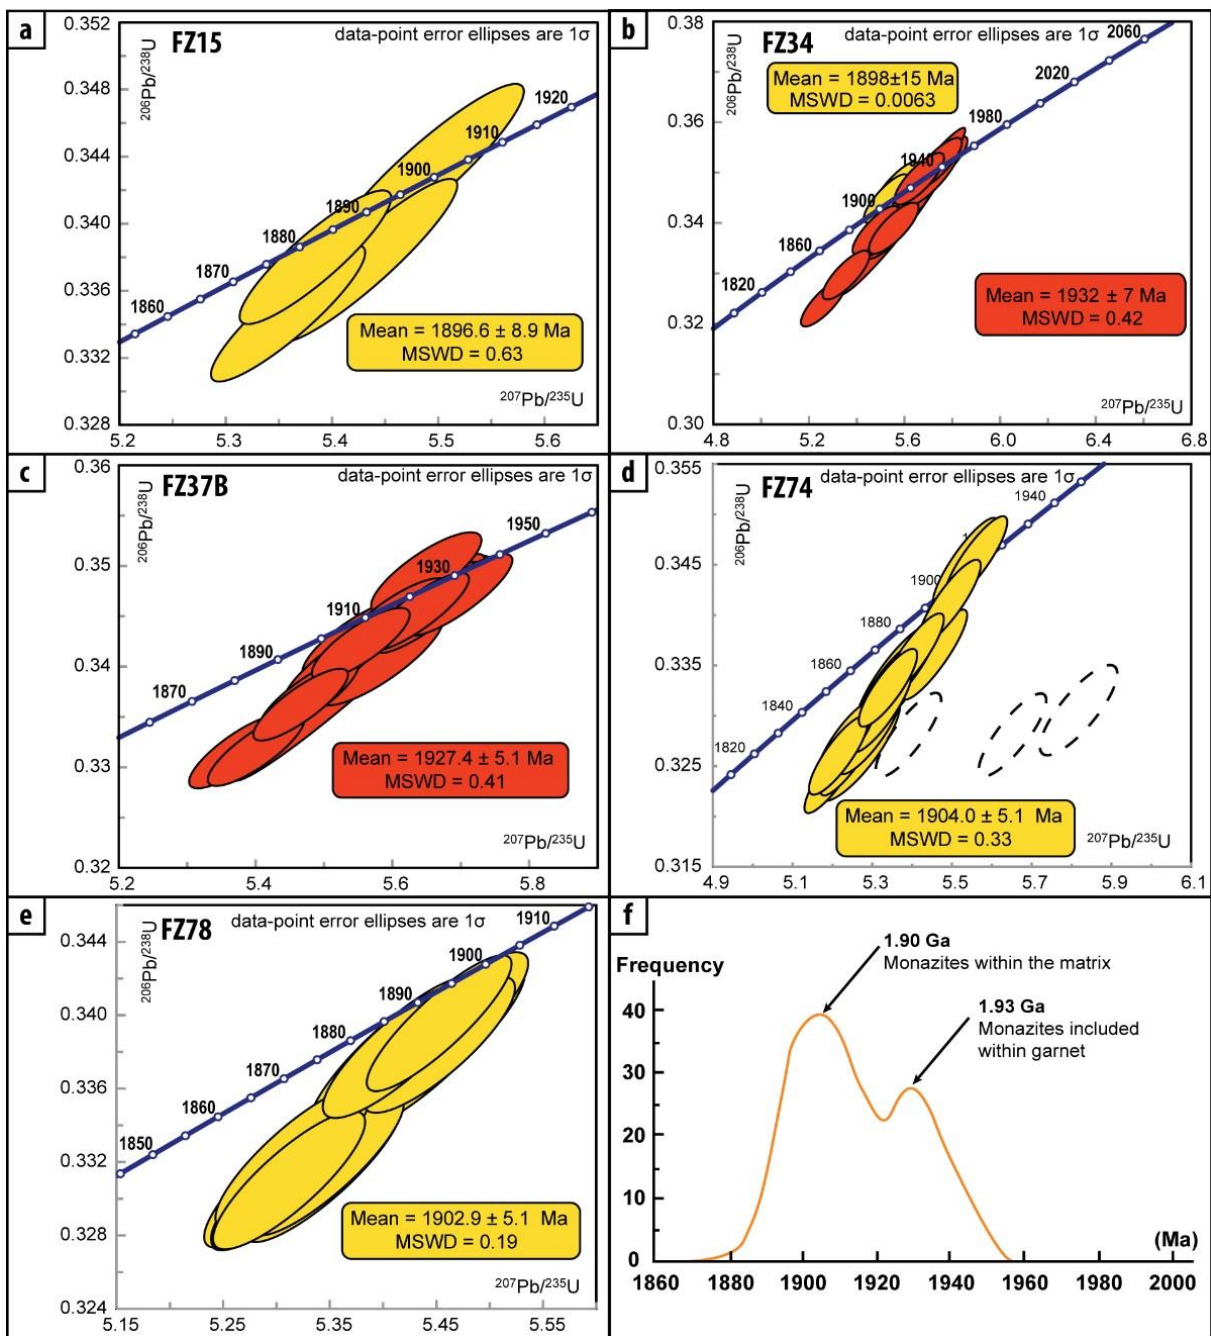 a
FZ15
data-point error ellipses are 1σ
206Pb/238U
0.352
0.348
0.344
0.340
0.336
0.332
0.328
1860
1870
1880
1890
1900
1910
1920
Mean = 1896.6 ± 8.9 Ma
MSWD = 0.63
207Pb/235U
5.2
5.3
5.4
5.5
5.6
b
FZ34
data-point error ellipses are 1σ
206Pb/238U
0.38
0.36
0.34
0.32
0.30
Mean = 1898±15 Ma
MSWD = 0.0063
1820
1860
1900
1940
1980
2020
2060
Mean = 1932 ± 7 Ma
MSWD = 0.42
207Pb/235U
4.8
5.2
5.6
6.0
6.4
6.8
c
FZ37B
data-point error ellipses are 1σ
206Pb/238U
0.36
0.35
0.34
0.33
0.32
1870
1890
1910
1930
1950
Mean = 1927.4 ± 5.1 Ma
MSWD = 0.41
207Pb/235U
5.2
5.4
5.6
5.8
d
FZ74
data-point error ellipses are 1σ
206Pb/238U
0.355
0.345
0.335
0.325
0.315
1820
1840
1860
1880
1900
1940
Mean = 1904.0 ± 5.1 Ma
MSWD = 0.33
207Pb/235U
4.9
5.1
5.3
5.5
5.7
5.9
6.1
e
FZ78
data-point error ellipses are 1σ
206Pb/238U
0.344
0.340
0.336
0.332
0.328
0.324
1850
1860
1870
1880
1890
1900
1910
Mean = 1902.9 ± 5.1 Ma
MSWD = 0.19
207Pb/235U
5.15
5.25
5.35
5.45
5.55
f
Frequency
1.90 Ga
Monazites within the matrix
1.93 Ga
Monazites included
within garnet
40
30
20
10
0
(Ma)
1860
1880
1900
1920
1940
1960
1980
2000